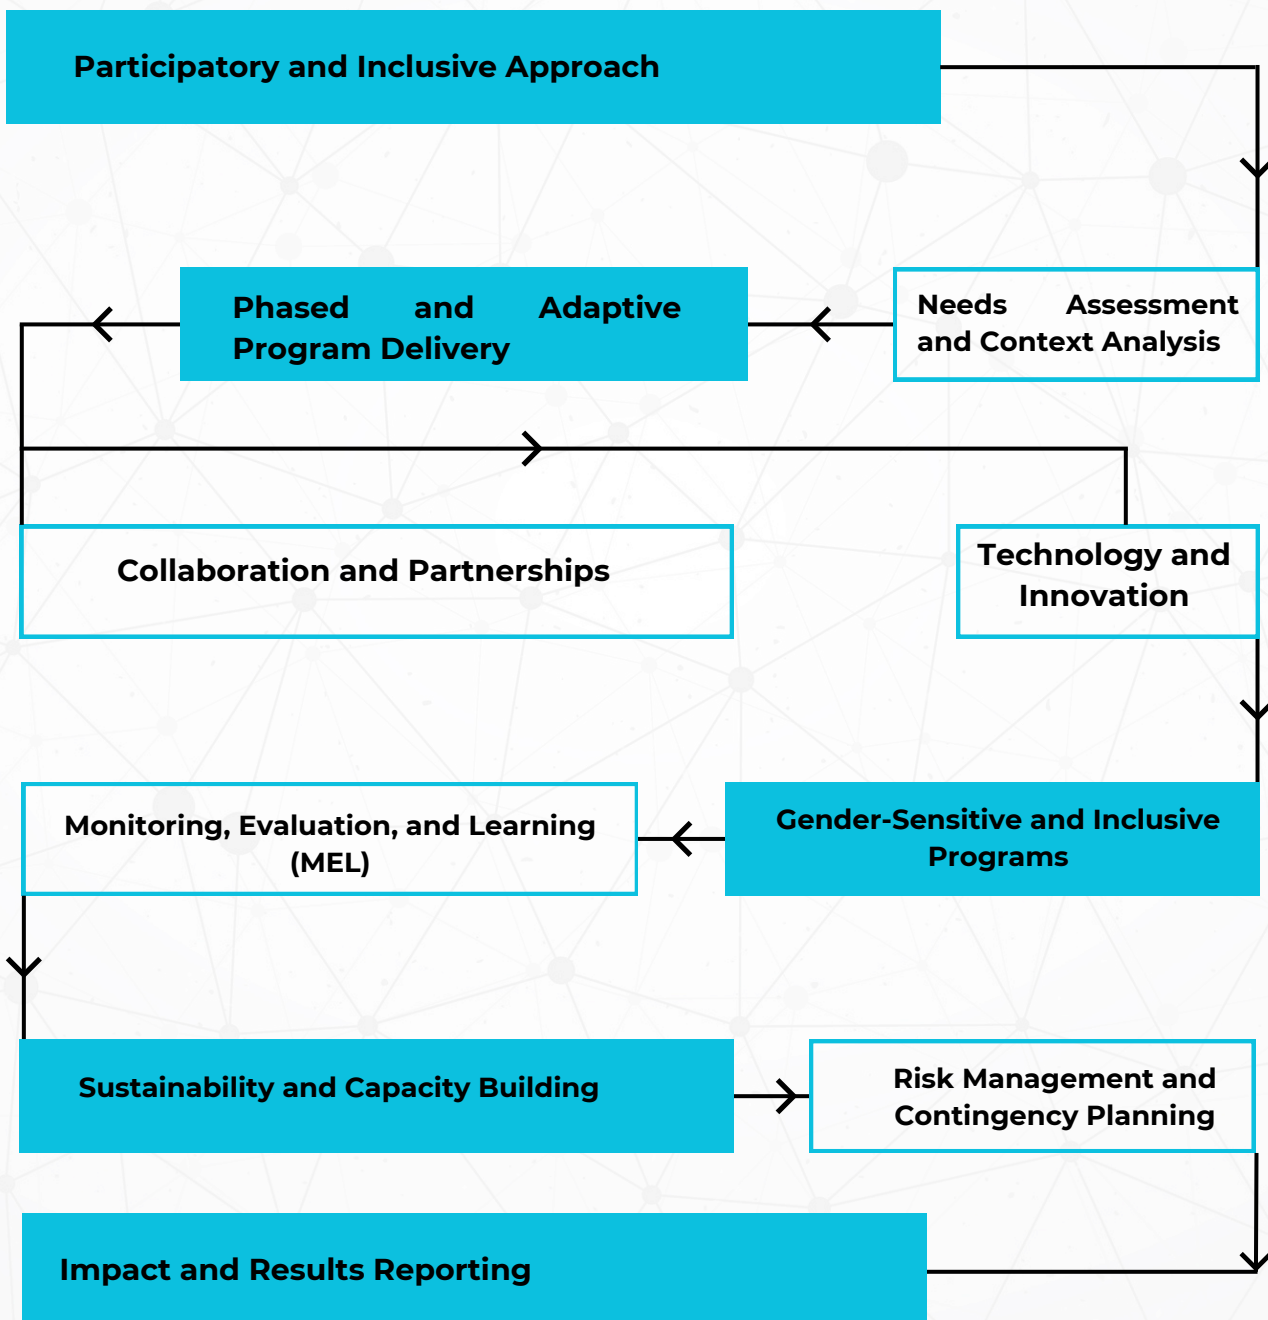 Participatory and Inclusive Approach
Phased and Adaptive
Program Delivery
Needs Assessment
and Context Analysis
Collaboration and Partnerships
Technology and
Innovation
Monitoring, Evaluation, and Learning
(MEL)
Gender-Sensitive and Inclusive
Programs
Sustainability and Capacity Building
Risk Management and
Contingency Planning
Impact and Results Reporting